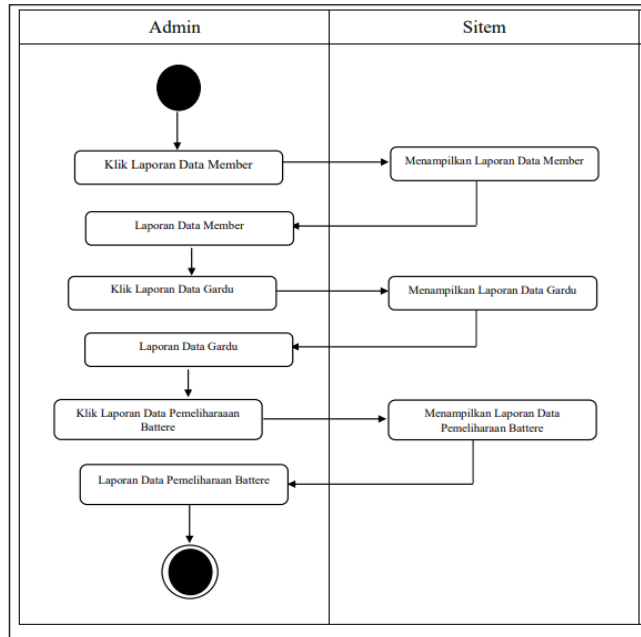 Admin
Sitem
Klik Laporan Data Member
Menampilkan Laporan Data Member
Laporan Data Member
Klik Laporan Data Gardu
Menampilkan Laporan Data Gardu
Laporan Data Gardu
Klik Laporan Data Pemeliharaaan
Battere
Menampilkan Laporan Data
Pemeliharaan Battere
Laporan Data Pemeliharaan Battere